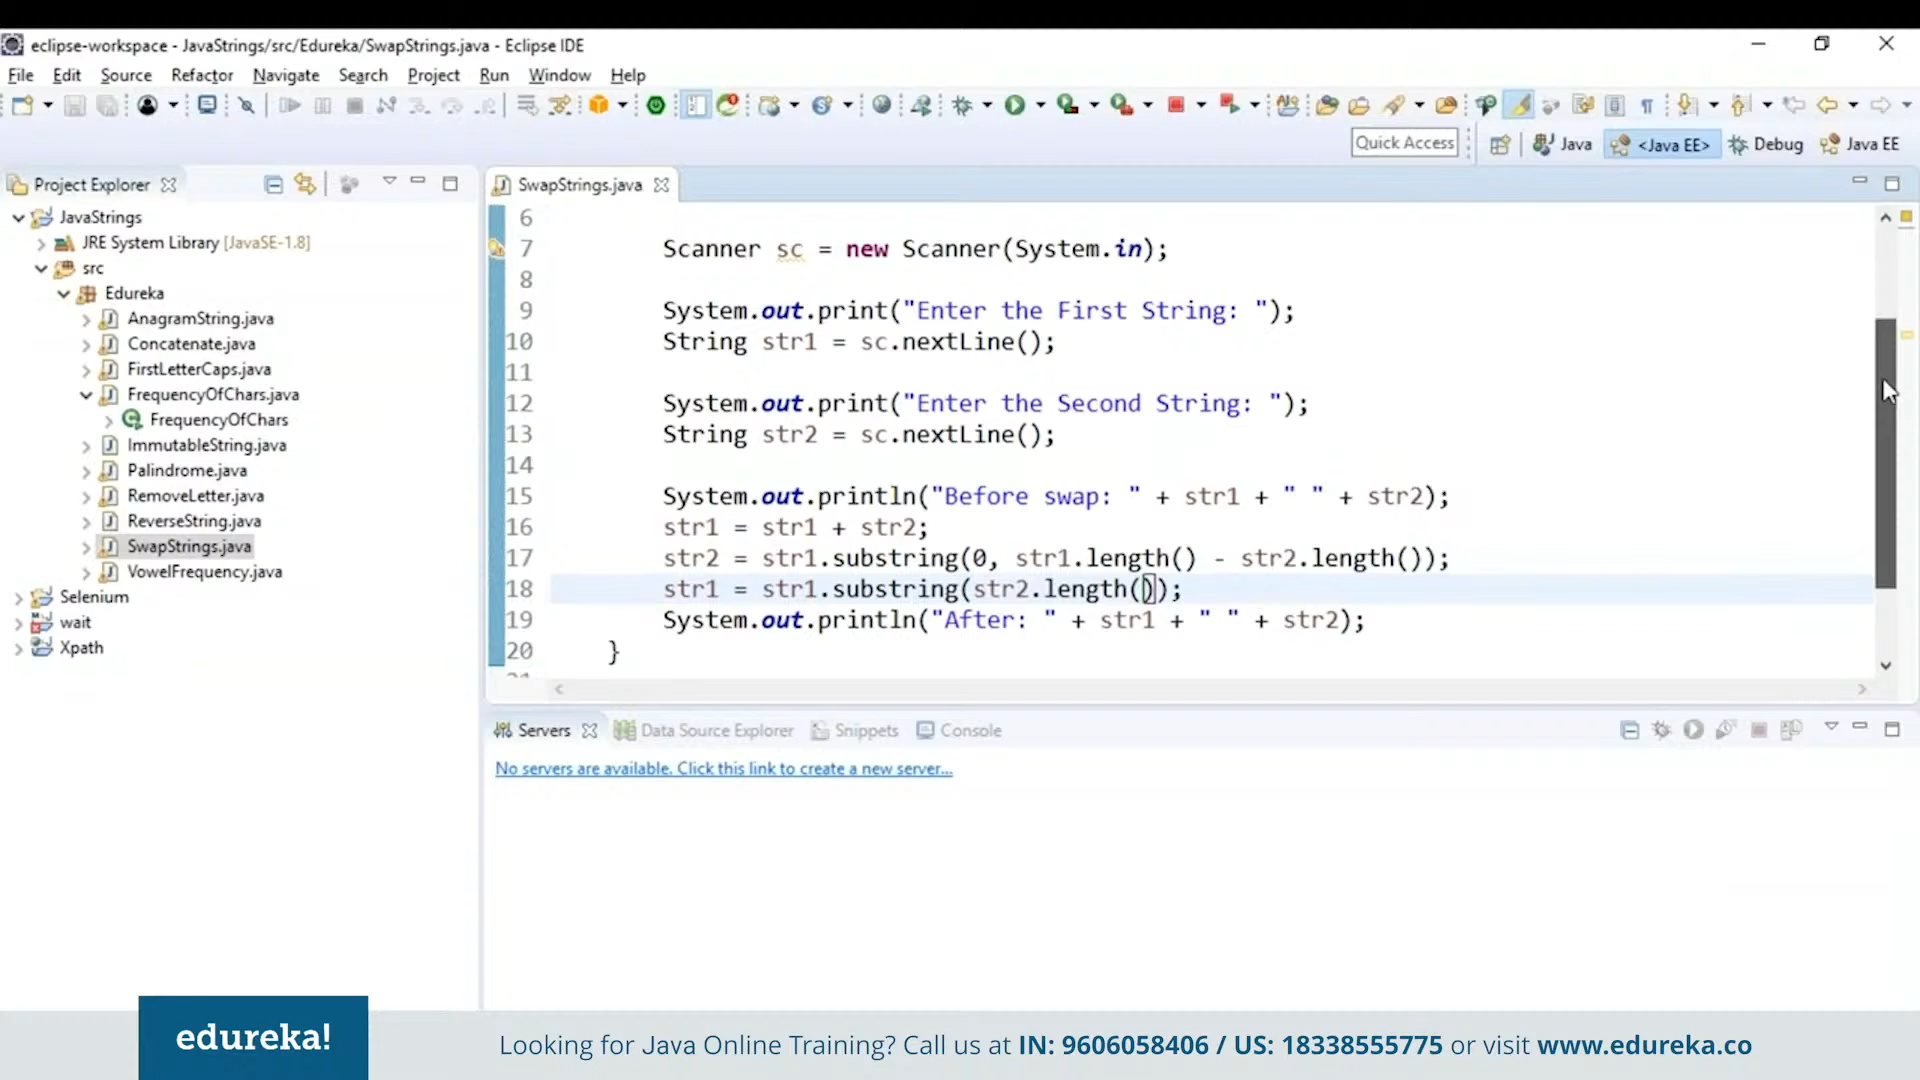 eclipse-workspace - JavaStrings/src/Edureka/SwapStrings.java - Eclipse IDE
File Edit Source Refactor Navigate Search Project Run Window Help
Quick Access Java <Java EE> Debug Java EE
Project Explorer
JavaStrings
JRE System Library [JavaSE-1.8]
src
Edureka
AnagramString.java
Concatenate.java
FirstLetterCaps.java
FrequencyOfChars.java
FrequencyOfChars
ImmutableString.java
Palindrome.java
RemoveLetter.java
ReverseString.java
SwapStrings.java
VowelFrequency.java
Selenium
wait
Xpath
SwapStrings.java
6
7 Scanner sc = new Scanner(System.in);
8
9 System.out.print("Enter the First String: ");
10 String str1 = sc.nextLine();
11
12 System.out.print("Enter the Second String: ");
13 String str2 = sc.nextLine();
14
15 System.out.println("Before swap: " + str1 + " " + str2);
16 str1 = str1 + str2;
17 str2 = str1.substring(0, str1.length() - str2.length());
18 str1 = str1.substring(str2.length());
19 System.out.println("After: " + str1 + " " + str2);
20 }
Servers Data Source Explorer Snippets Console
No servers are available. Click this link to create a new server...
edureka!
Looking for Java Online Training? Call us at IN: 9606058406 / US: 18338555775 or visit www.edureka.co